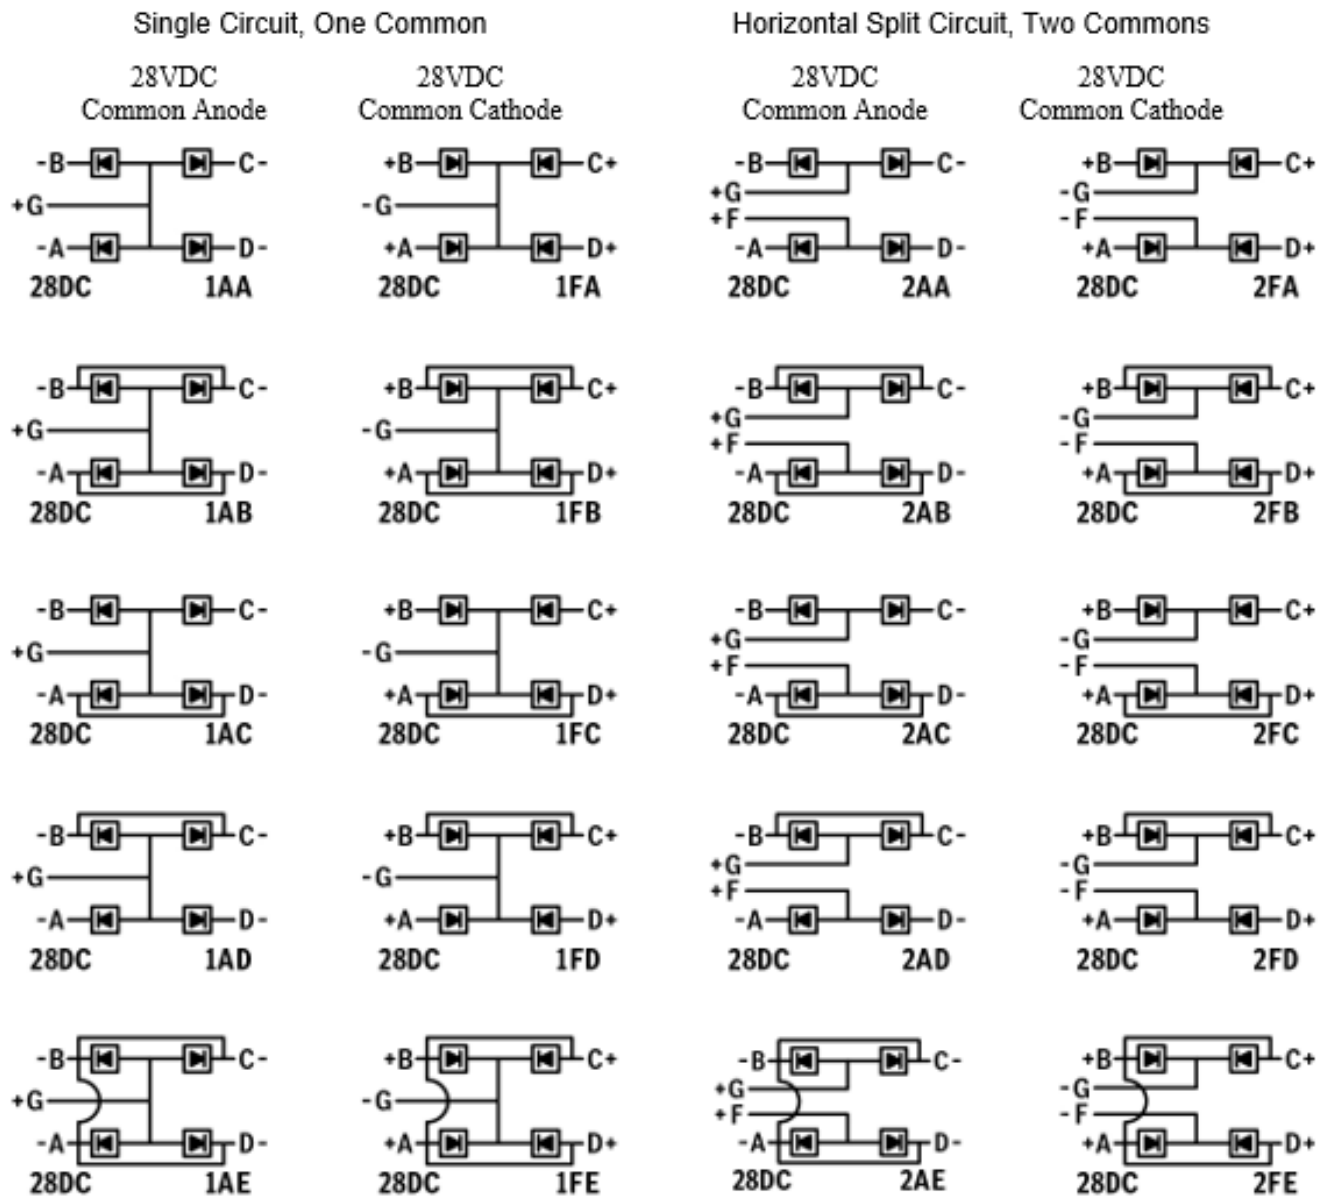 Single Circuit, One Common
Horizontal Split Circuit, Two Commons
28VDC
Common Anode
28VDC
Common Cathode
28VDC
Common Anode
28VDC
Common Cathode
-B C- +B C+ -B C- +B C+
+G -G +G -G
+F -F
-A D- +A D+ -A D- +A D+
28DC 1AA 28DC 1FA 28DC 2AA 28DC 2FA
-B C- +B C+ -B C- +B C+
+G -G +G -G
+F -F
-A D- +A D+ -A D- +A D+
28DC 1AB 28DC 1FB 28DC 2AB 28DC 2FB
-B C- +B C+ -B C- +B C+
+G -G +G -G
+F -F
-A D- +A D+ -A D- +A D+
28DC 1AC 28DC 1FC 28DC 2AC 28DC 2FC
-B C- +B C+ -B C- +B C+
+G -G +G -G
+F -F
-A D- +A D+ -A D- +A D+
28DC 1AD 28DC 1FD 28DC 2AD 28DC 2FD
-B C- +B C+ -B C- +B C+
+G -G +G -G
+F -F
-A D- +A D+ -A D- +A D+
28DC 1AE 28DC 1FE 28DC 2AE 28DC 2FE